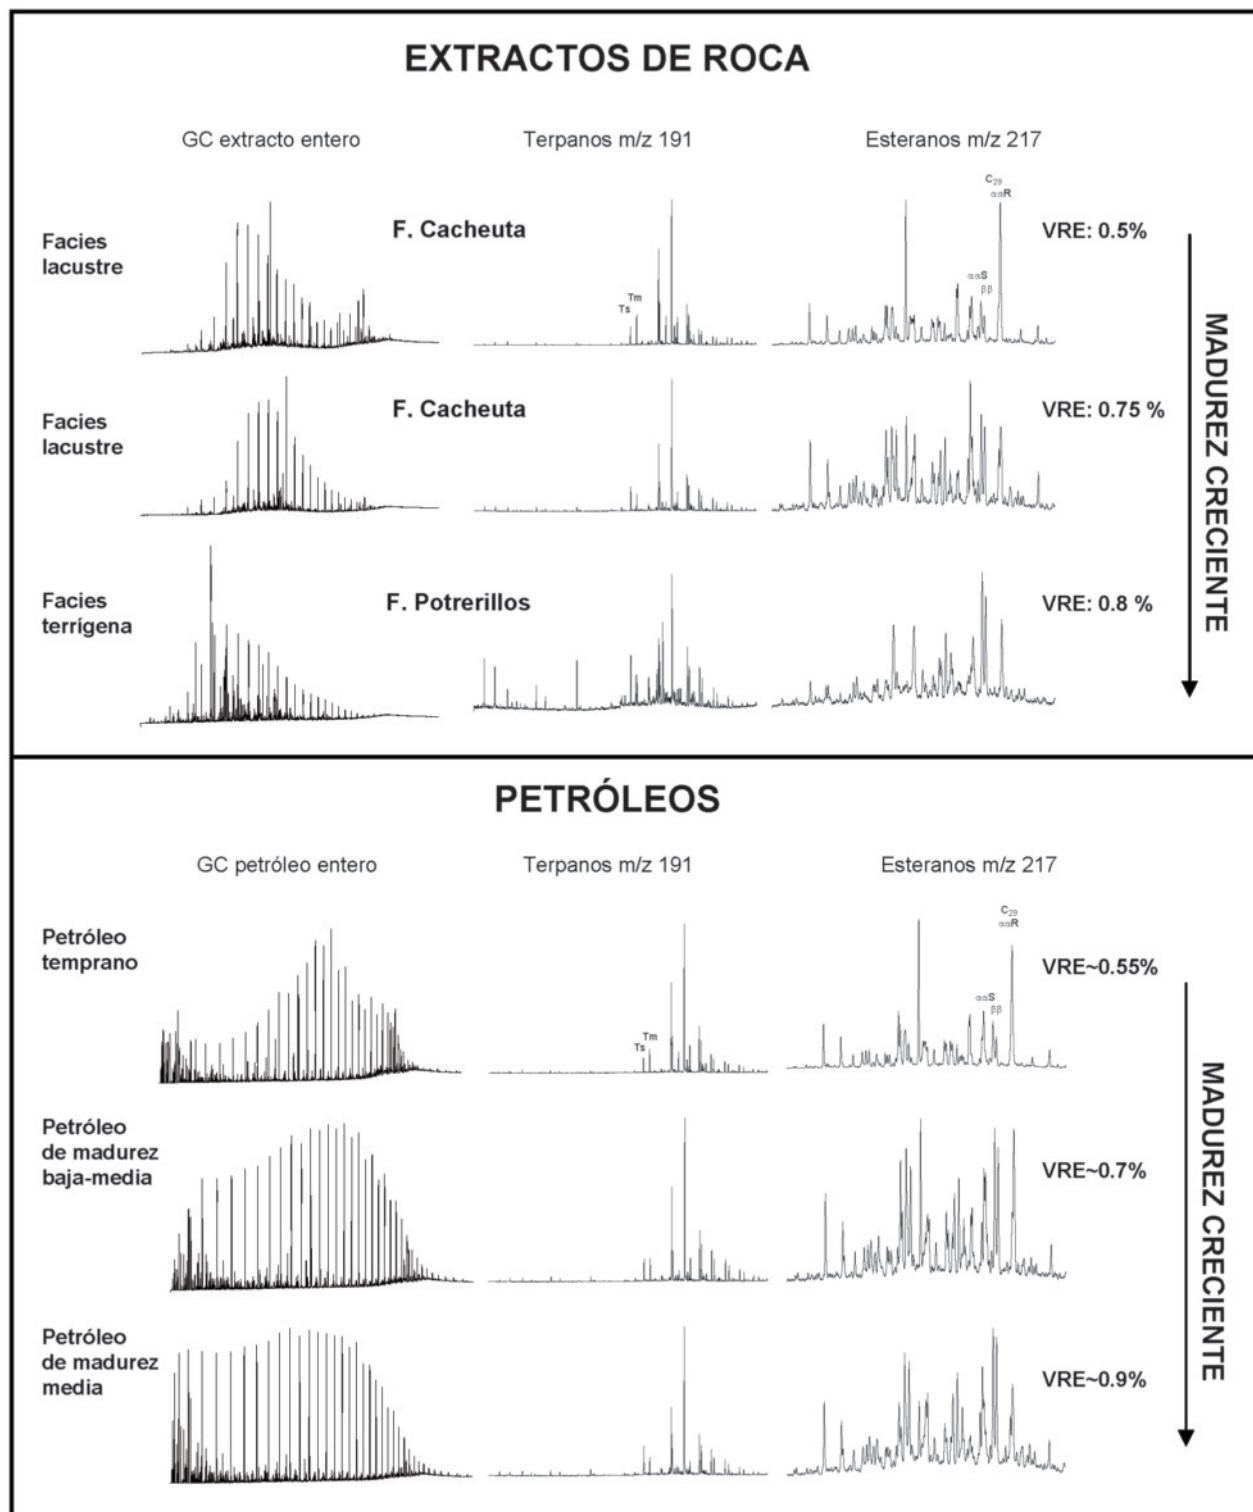 EXTRACTOS DE ROCA
GC extracto entero
Terpanos m/z 191
Esteranos m/z 217
Facies
lacustre
F. Cacheuta
Ts
Tm
ααS
ββ
C₂₉
ααR
VRE: 0.5%
Facies
lacustre
F. Cacheuta
VRE: 0.75 %
Facies
terrígena
F. Potrerillos
VRE: 0.8 %
MADUREZ CRECIENTE
PETRÓLEOS
GC petróleo entero
Terpanos m/z 191
Esteranos m/z 217
Petróleo
temprano
Ts
Tm
ααS
ββ
C₂₉
ααR
VRE~0.55%
Petróleo
de madurez
baja-media
VRE~0.7%
Petróleo
de madurez
media
VRE~0.9%
MADUREZ CRECIENTE